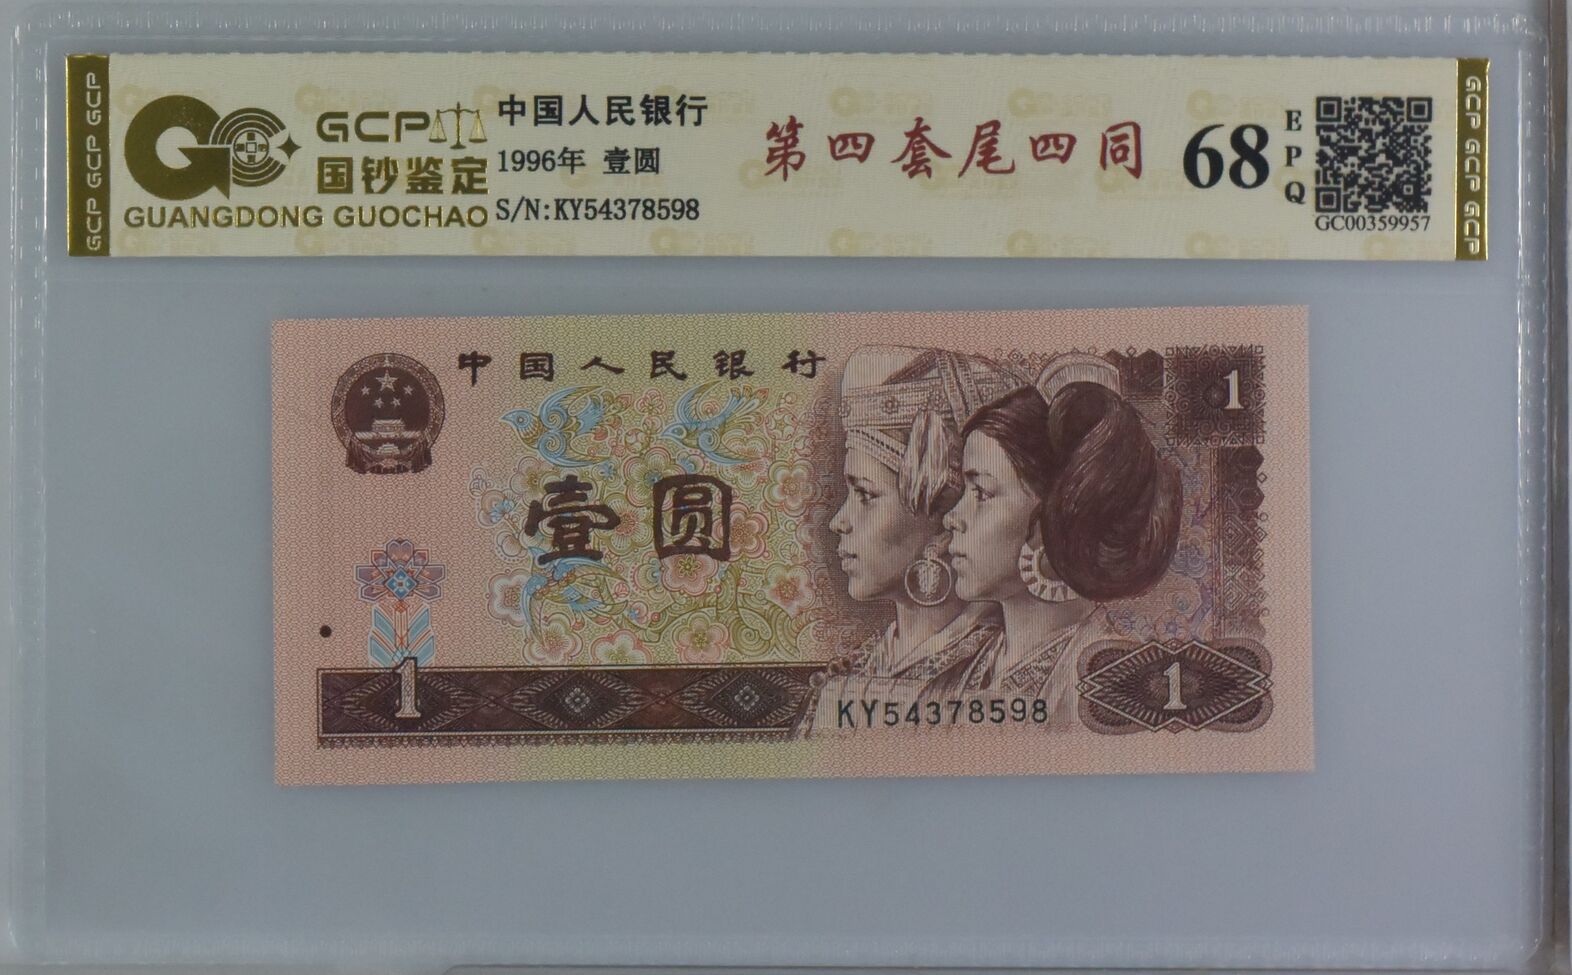 GCP GCP GCP
GCP
国钞鉴定
GUANGDONG GUOCHAO
中国人民银行
1996年 壹圆
S/N:KY54378598
第四套尾四同
68
EPQ
GC00359957
GCP GCP GCP
中国人民银行
1
壹圆
1
KY54378598
1